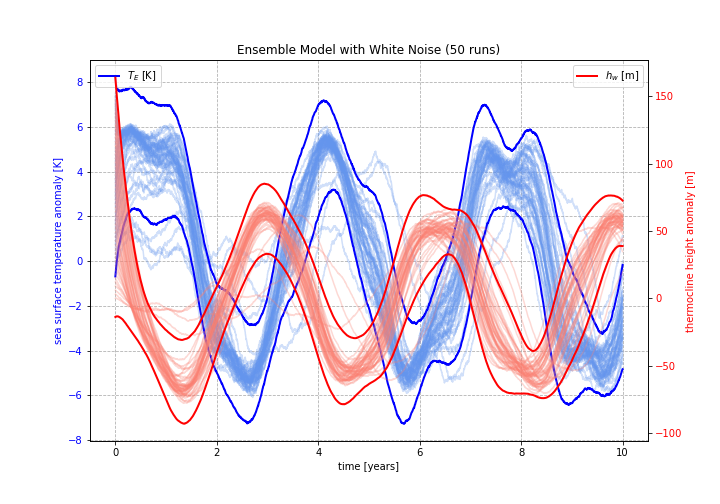 Ensemble Model with White Noise (50 runs)
T_E [K]
h_w [m]
8
6
4
2
0
−2
−4
−6
−8
sea surface temperature anomaly [K]
150
100
50
0
−50
−100
thermocline height anomaly [m]
0 2 4 6 8 10
time [years]